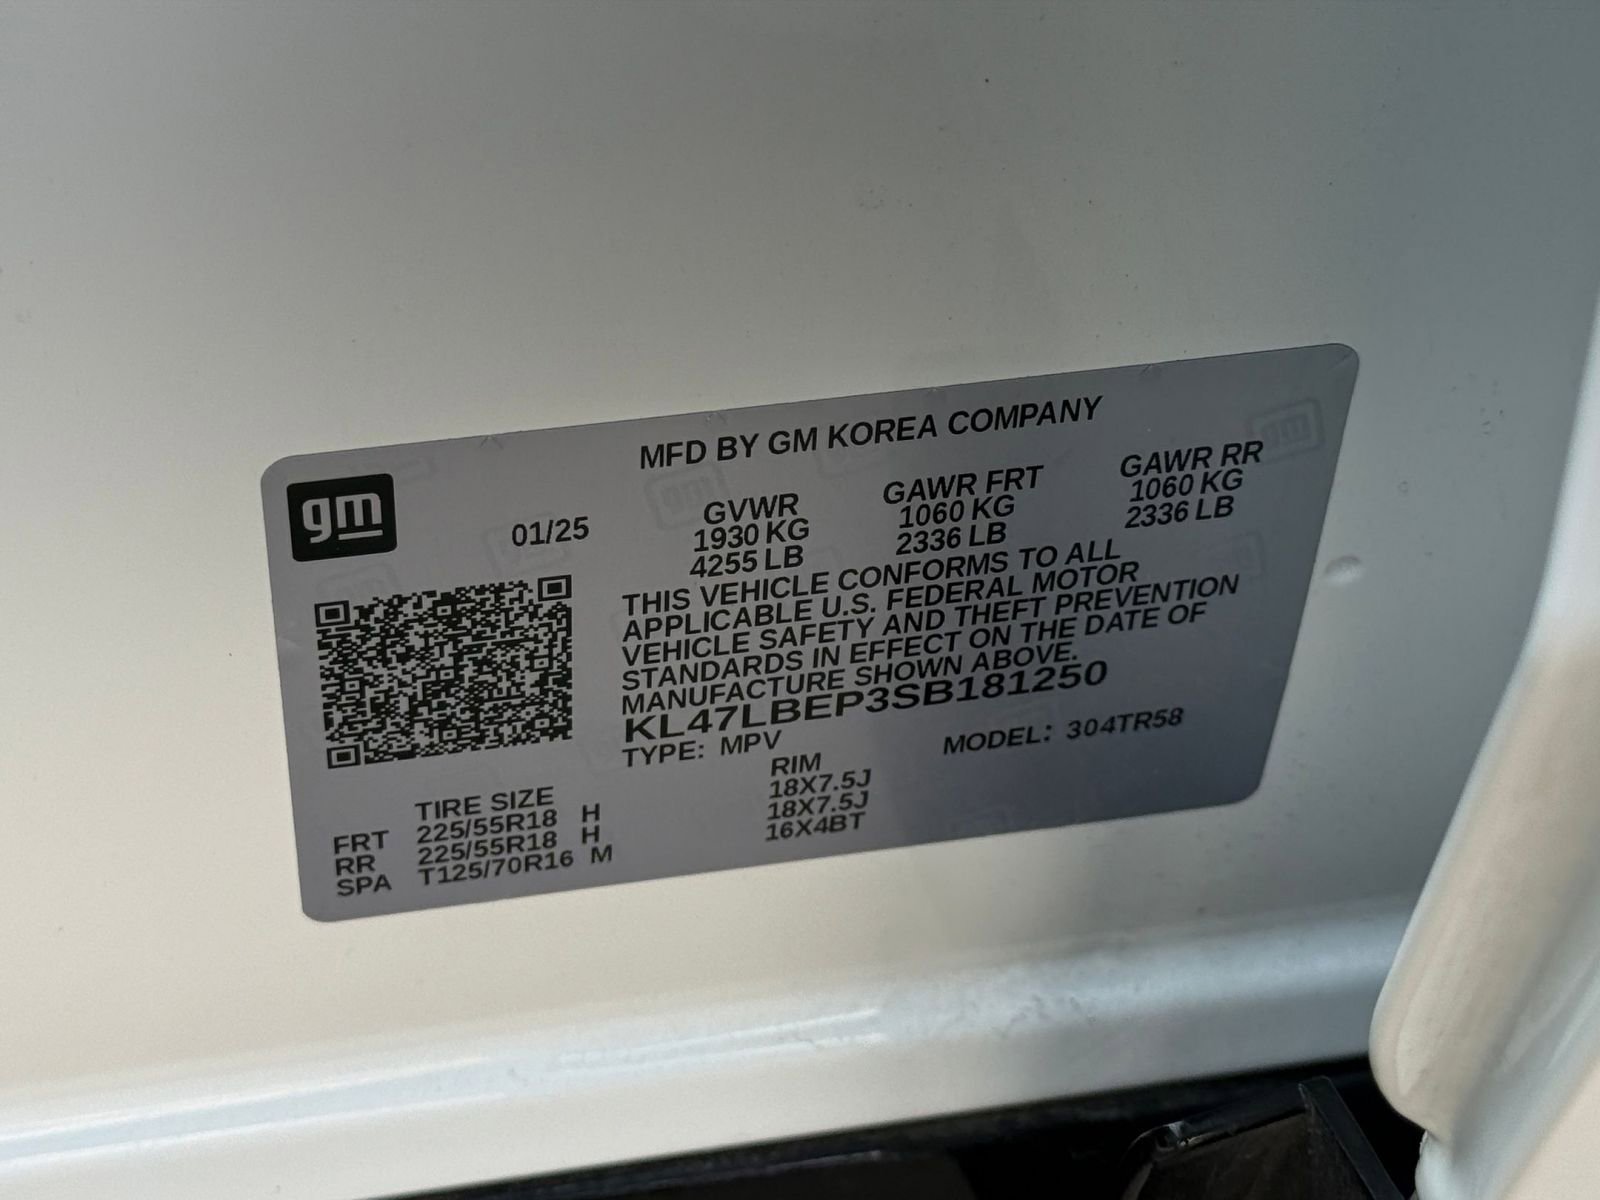 MFD BY GM KOREA COMPANY
gm
01/25
GVWR GAWR FRT GAWR RR
1930 KG 1060 KG 1060 KG
4255 LB 2336 LB 2336 LB
THIS VEHICLE CONFORMS TO ALL
APPLICABLE U.S. FEDERAL MOTOR
VEHICLE SAFETY AND THEFT PREVENTION
STANDARDS IN EFFECT ON THE DATE OF
MANUFACTURE SHOWN ABOVE.
KL47LBEP3SB181250
TYPE: MPV MODEL: 304TR58
TIRE SIZE RIM
FRT 225/55R18 H 18X7.5J
RR 225/55R18 H 18X7.5J
SPA T125/70R16 M 16X4BT